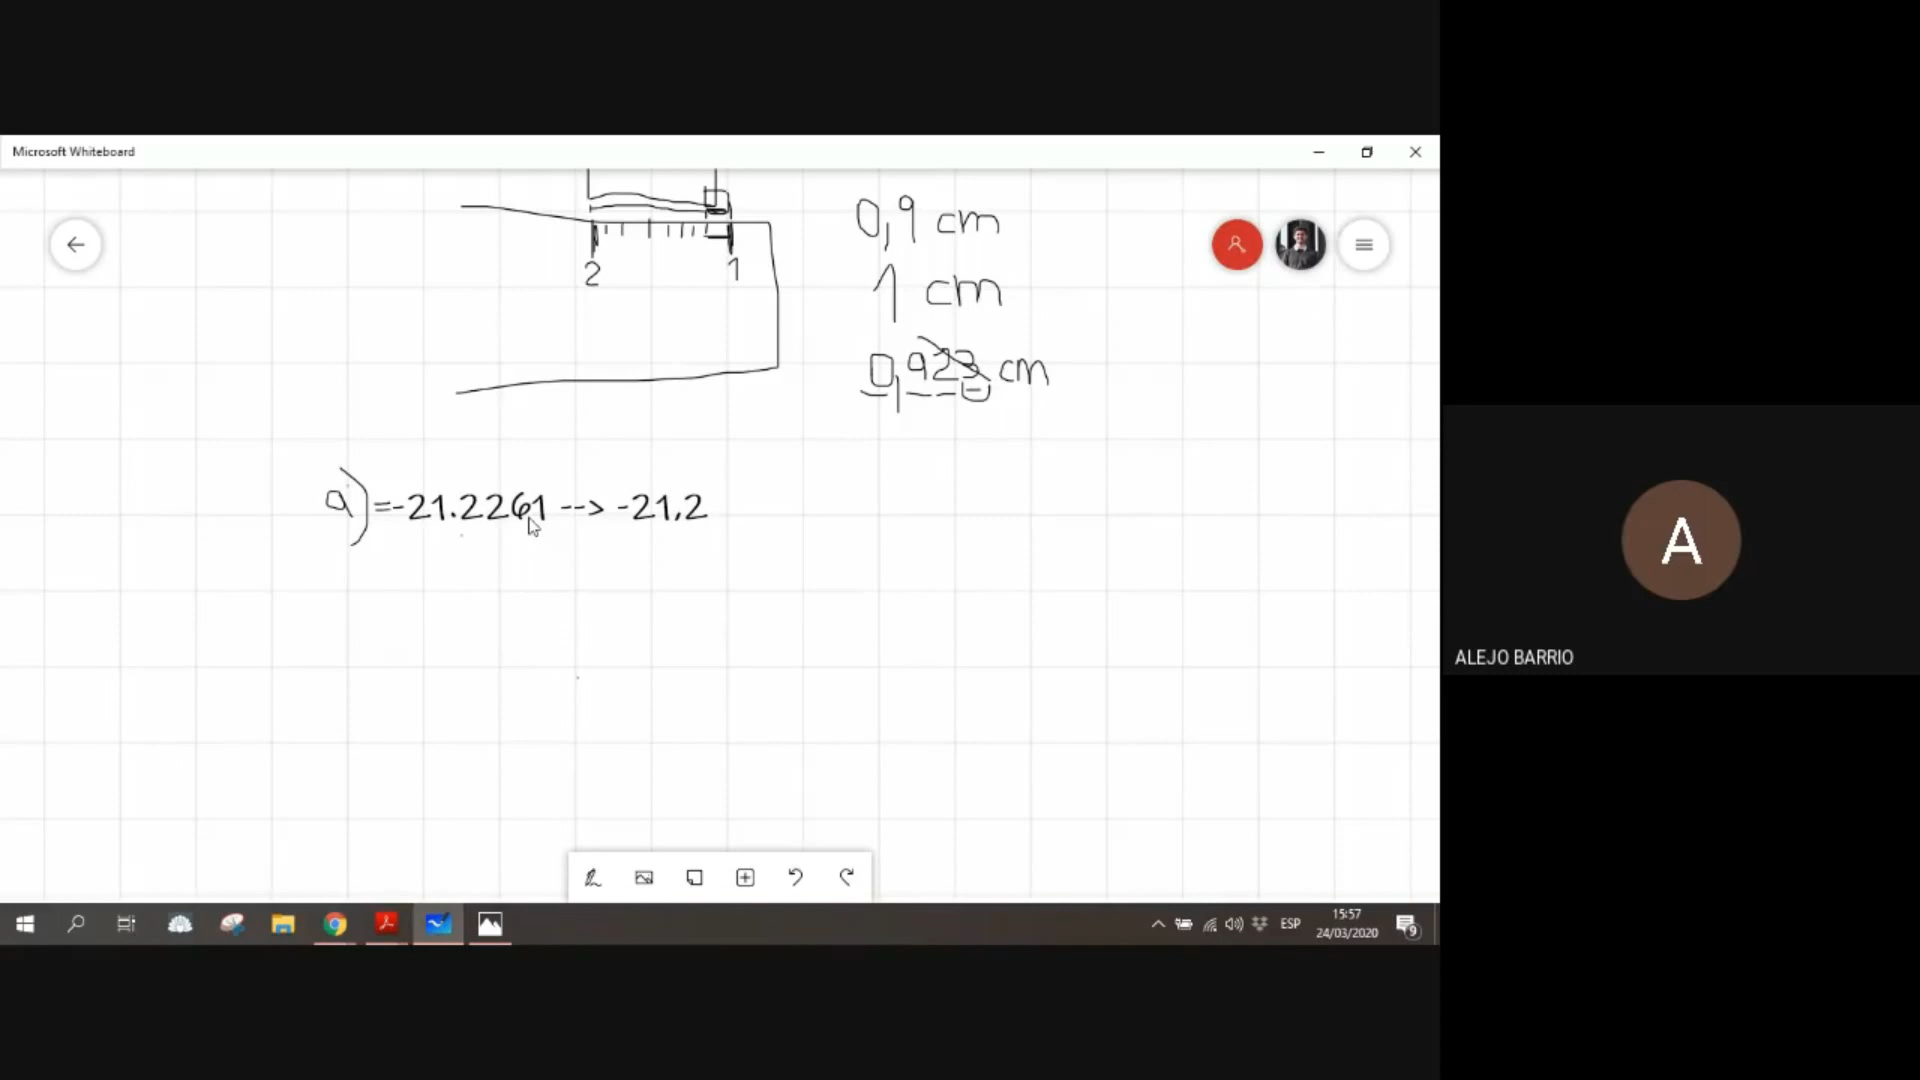 Microsoft Whiteboard
2 1
0,9 cm
1 cm
0,923 cm
a) =-21.2261 --> -21,2
A
ALEJO BARRIO
ESP
15:57
24/03/2020
9